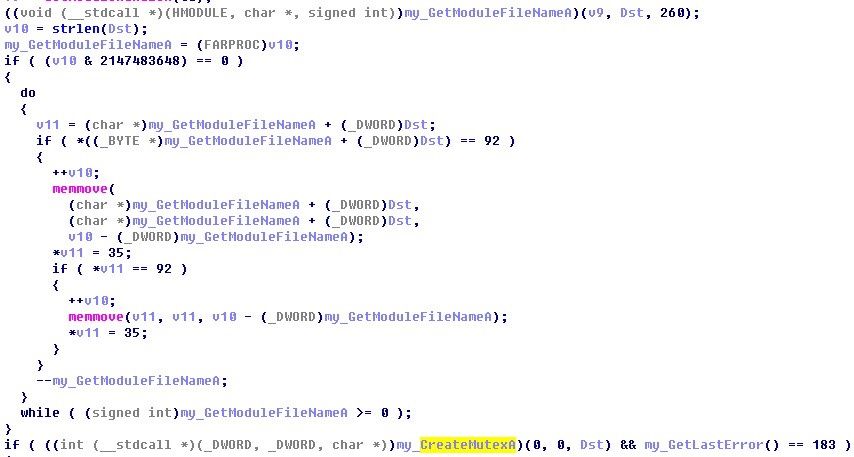 ((void (__stdcall *)(HMODULE, char *, signed int))my_GetModuleFileNameA)(v9, Dst, 260);
v10 = strlen(Dst);
my_GetModuleFileNameA = (FARPROC)v10;
if ( (v10 & 2147483648) == 0 )
{
do
{
v11 = (char *)my_GetModuleFileNameA + (_DWORD)Dst;
if ( *((_BYTE *)my_GetModuleFileNameA + (_DWORD)Dst) == 92 )
{
++v10;
memmove(
(char *)my_GetModuleFileNameA + (_DWORD)Dst,
(char *)my_GetModuleFileNameA + (_DWORD)Dst,
v10 - (_DWORD)my_GetModuleFileNameA);
*v11 = 35;
if ( *v11 == 92 )
{
++v10;
memmove(v11, v11, v10 - (_DWORD)my_GetModuleFileNameA);
*v11 = 35;
}
}
--my_GetModuleFileNameA;
}
while ( (signed int)my_GetModuleFileNameA >= 0 );
}
if ( ((int (__stdcall *)(_DWORD, _DWORD, char *))my_CreateMutexA)(0, 0, Dst) && my_GetLastError() == 183 )